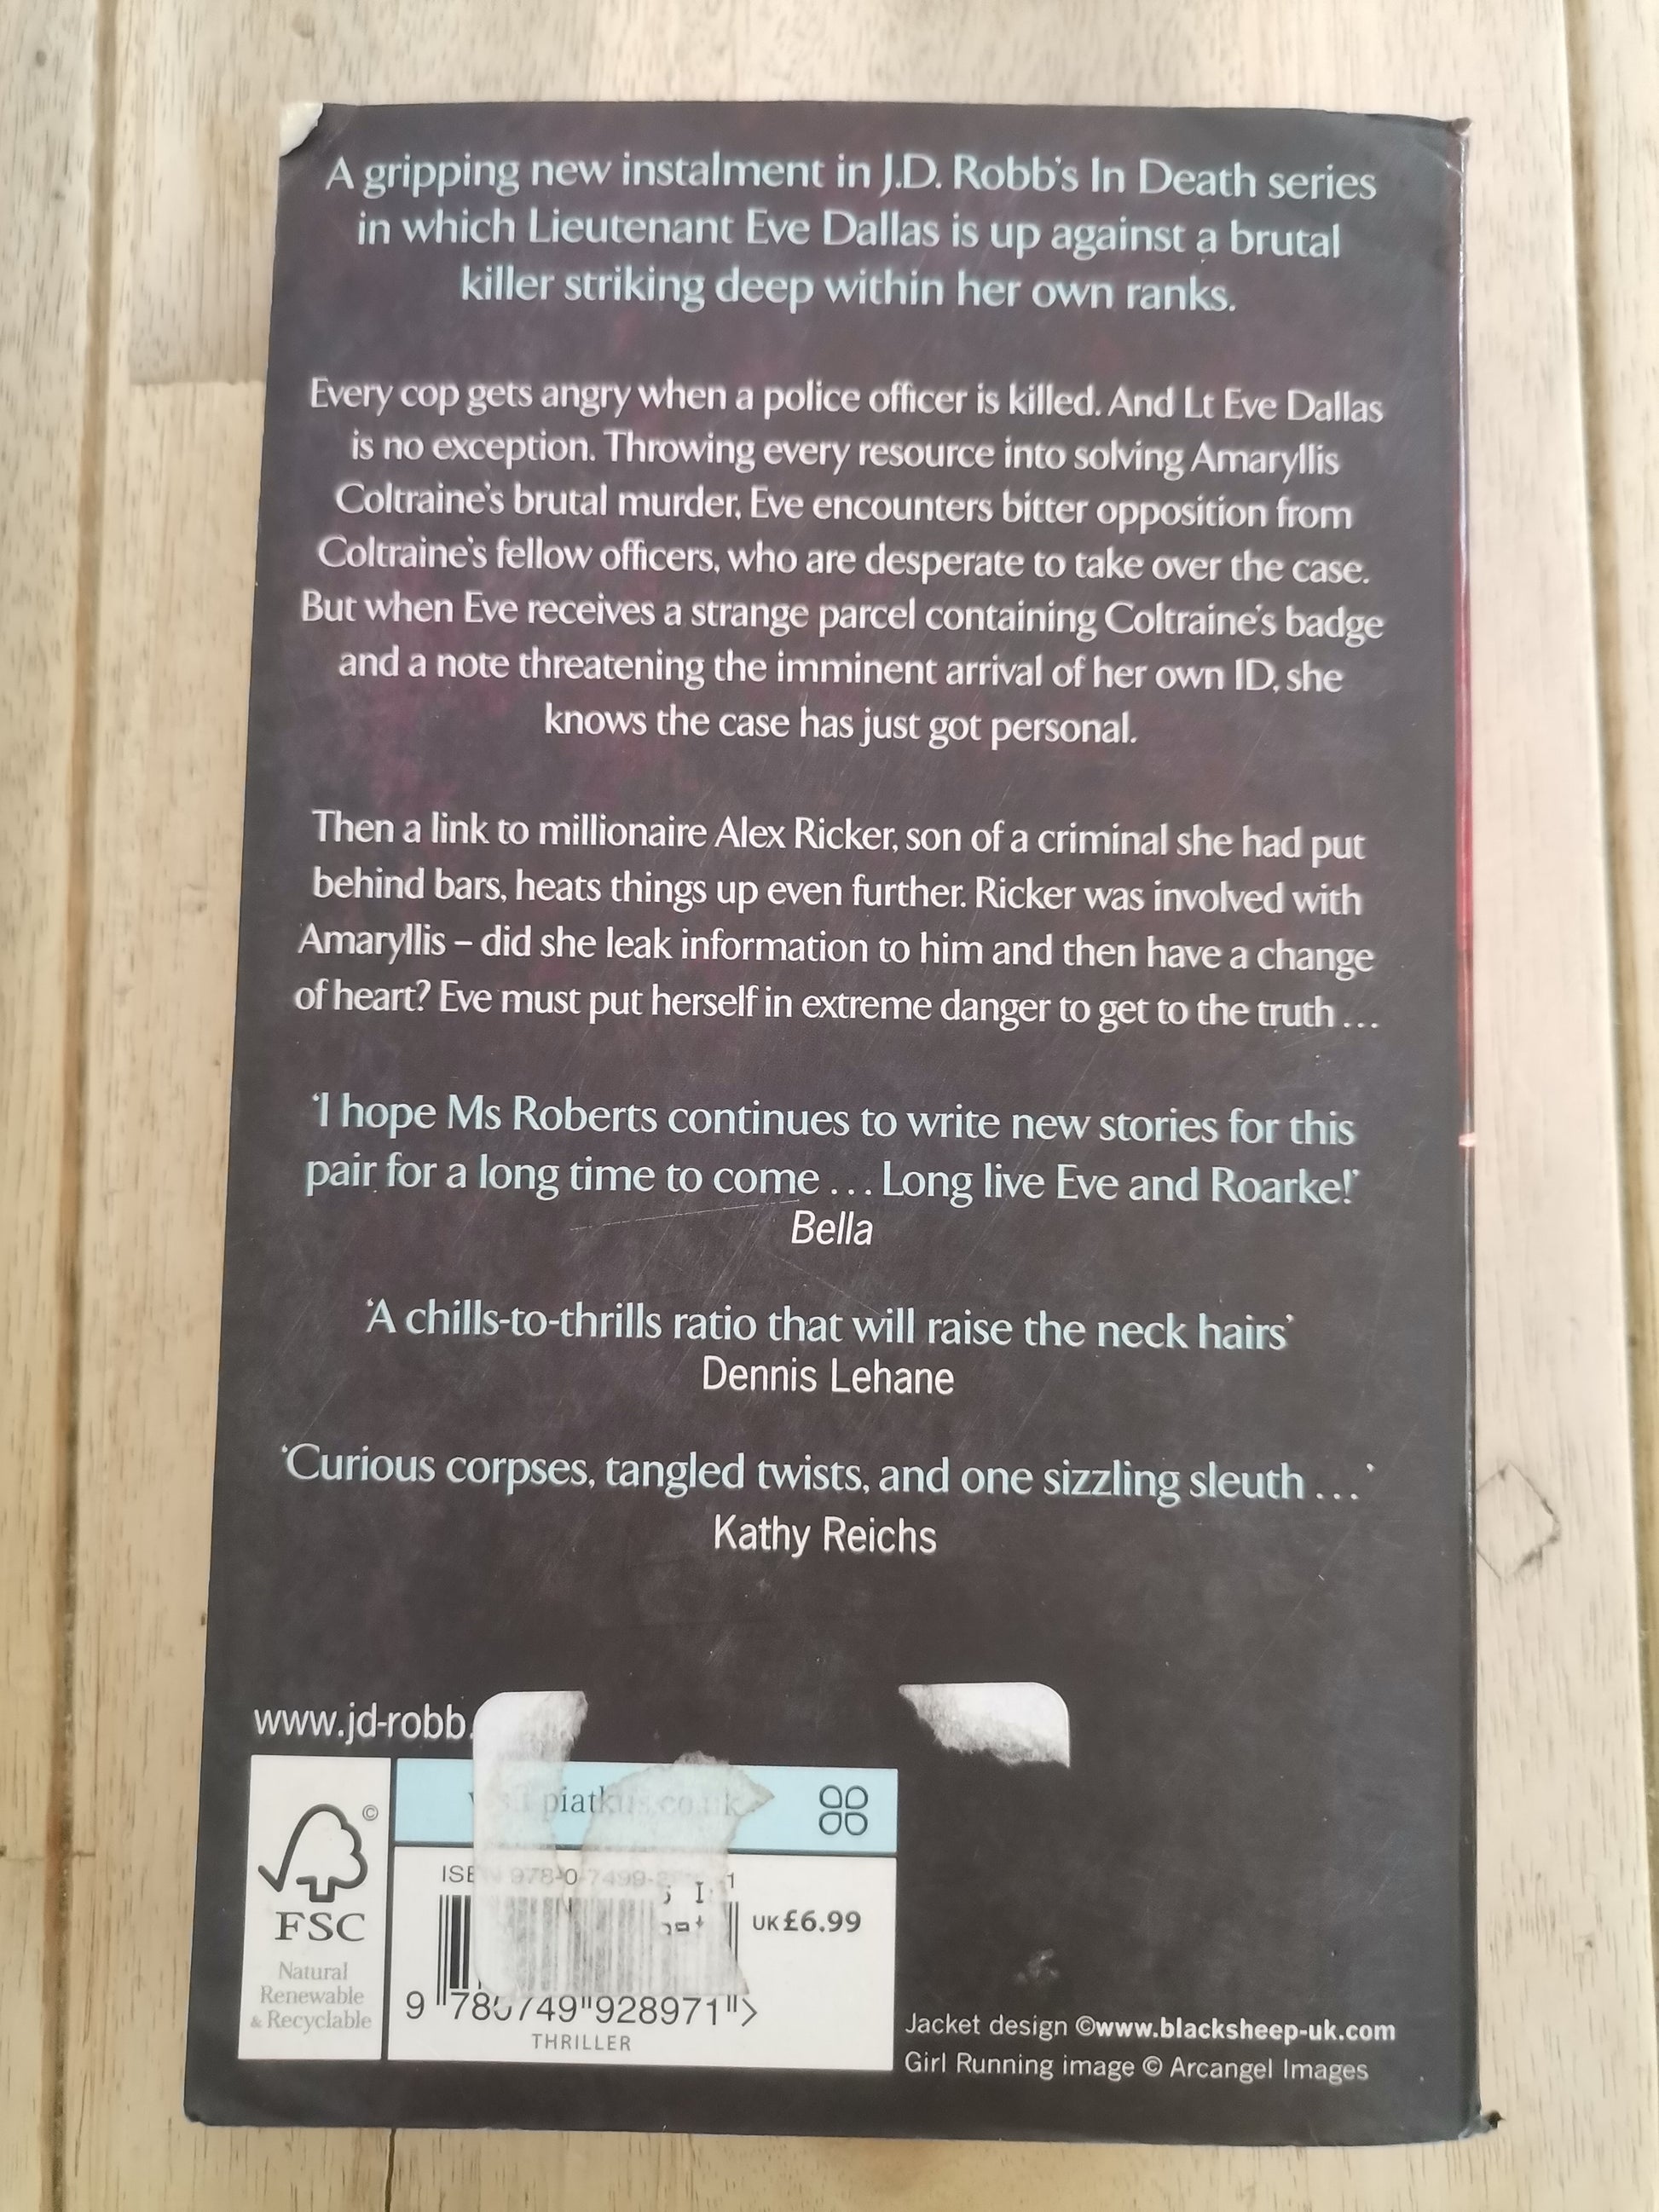 A gripping new instalment in J.D. Robb's In Death series
in which Lieutenant Eve Dallas is up against a brutal
killer striking deep within her own ranks.
Every cop gets angry when a police officer is killed. And Lt Eve Dallas
is no exception. Throwing every resource into solving Amaryllis
Coltraine's brutal murder, Eve encounters bitter opposition from
Coltraine's fellow officers, who are desperate to take over the case.
But when Eve receives a strange parcel containing Coltraine's badge
and a note threatening the imminent arrival of her own ID, she
knows the case has just got personal.
Then a link to millionaire Alex Ricker, son of a criminal she had put
behind bars, heats things up even further. Ricker was involved with
Amaryllis – did she leak information to him and then have a change
of heart? Eve must put herself in extreme danger to get to the truth ...
'I hope Ms Roberts continues to write new stories for this
pair for a long time to come ... Long live Eve and Roarke!'
Bella
'A chills-to-thrills ratio that will raise the neck hairs'
Dennis Lehane
'Curious corpses, tangled twists, and one sizzling sleuth ...'
Kathy Reichs
www.jd-robb.
piatkus.co.uk
©
FSC
Natural
Renewable
& Recyclable
978-0-7499-
UK £6.99
9 780749 928971 >
THRILLER
Jacket design ©www.blacksheep-uk.com
Girl Running image © Arcangel Images